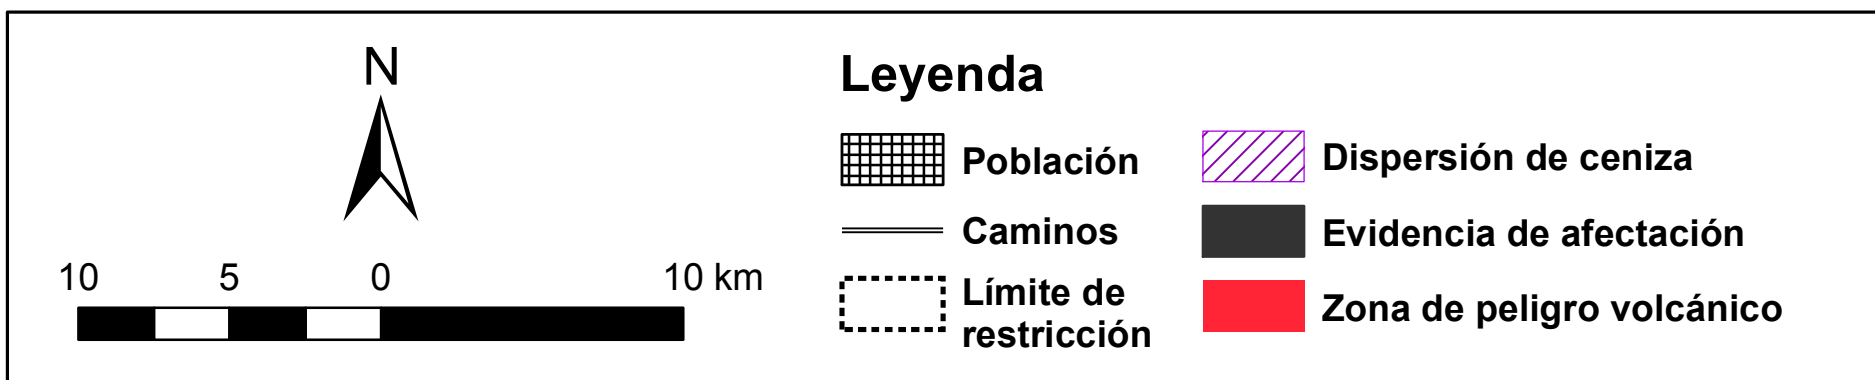 N
10 5 0 10 km
Leyenda
Población
Caminos
Límite de
restricción
Dispersión de ceniza
Evidencia de afectación
Zona de peligro volcánico